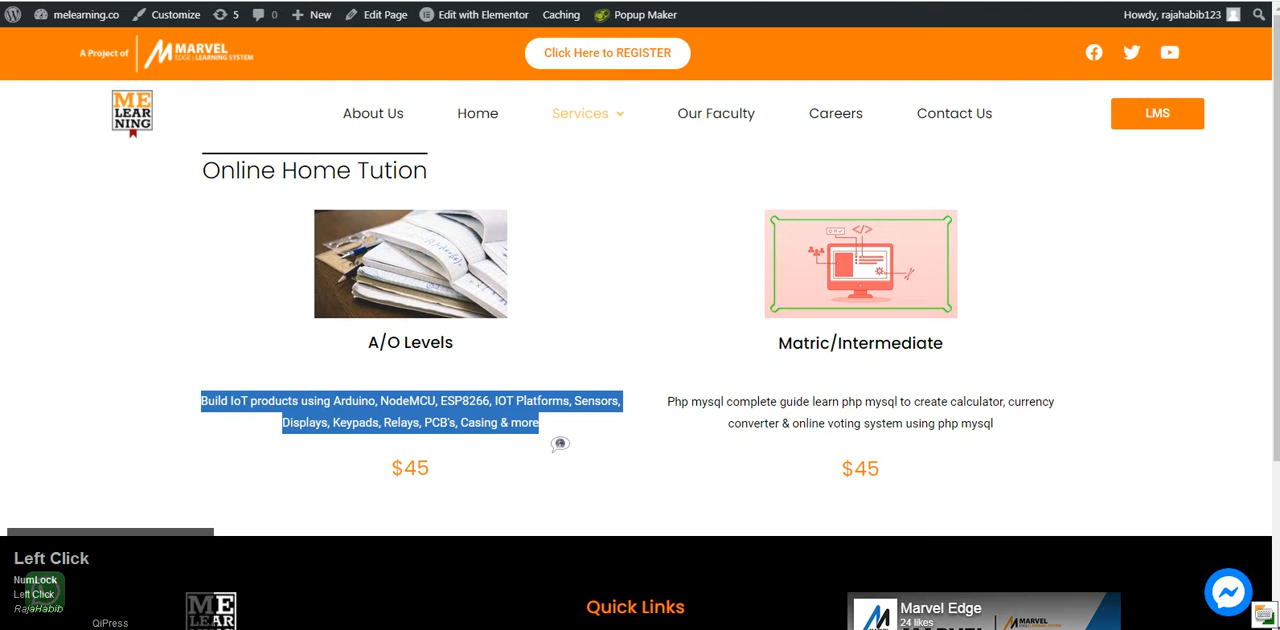 melearning.co Customize 5 0 New Edit Page Edit with Elementor Caching Popup Maker Howdy, rajahabib123
A Project of MARVEL EDGE | LEARNING SYSTEM Click Here to REGISTER
ME LEAR NING About Us Home Services Our Faculty Careers Contact Us LMS
Online Home Tution
A/O Levels Matric/Intermediate
Build IoT products using Arduino, NodeMCU, ESP8266, IOT Platforms, Sensors,
Displays, Keypads, Relays, PCB's, Casing & more
Php mysql complete guide learn php mysql to create calculator, currency
converter & online voting system using php mysql
$45 $45
Left Click
NumLock
Left Click
RajaHabib
QiPress
ME
LEAR
Quick Links
Marvel Edge
24 likes